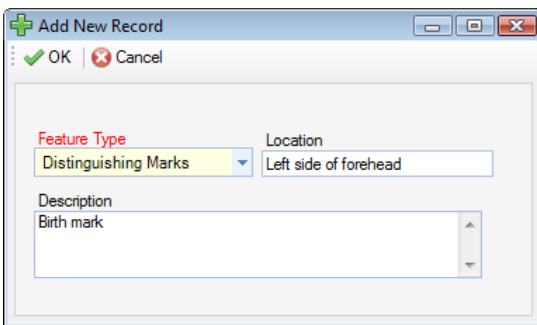 Add New Record
OK Cancel
Feature Type Location
Distinguishing Marks Left side of forehead
Description
Birth mark